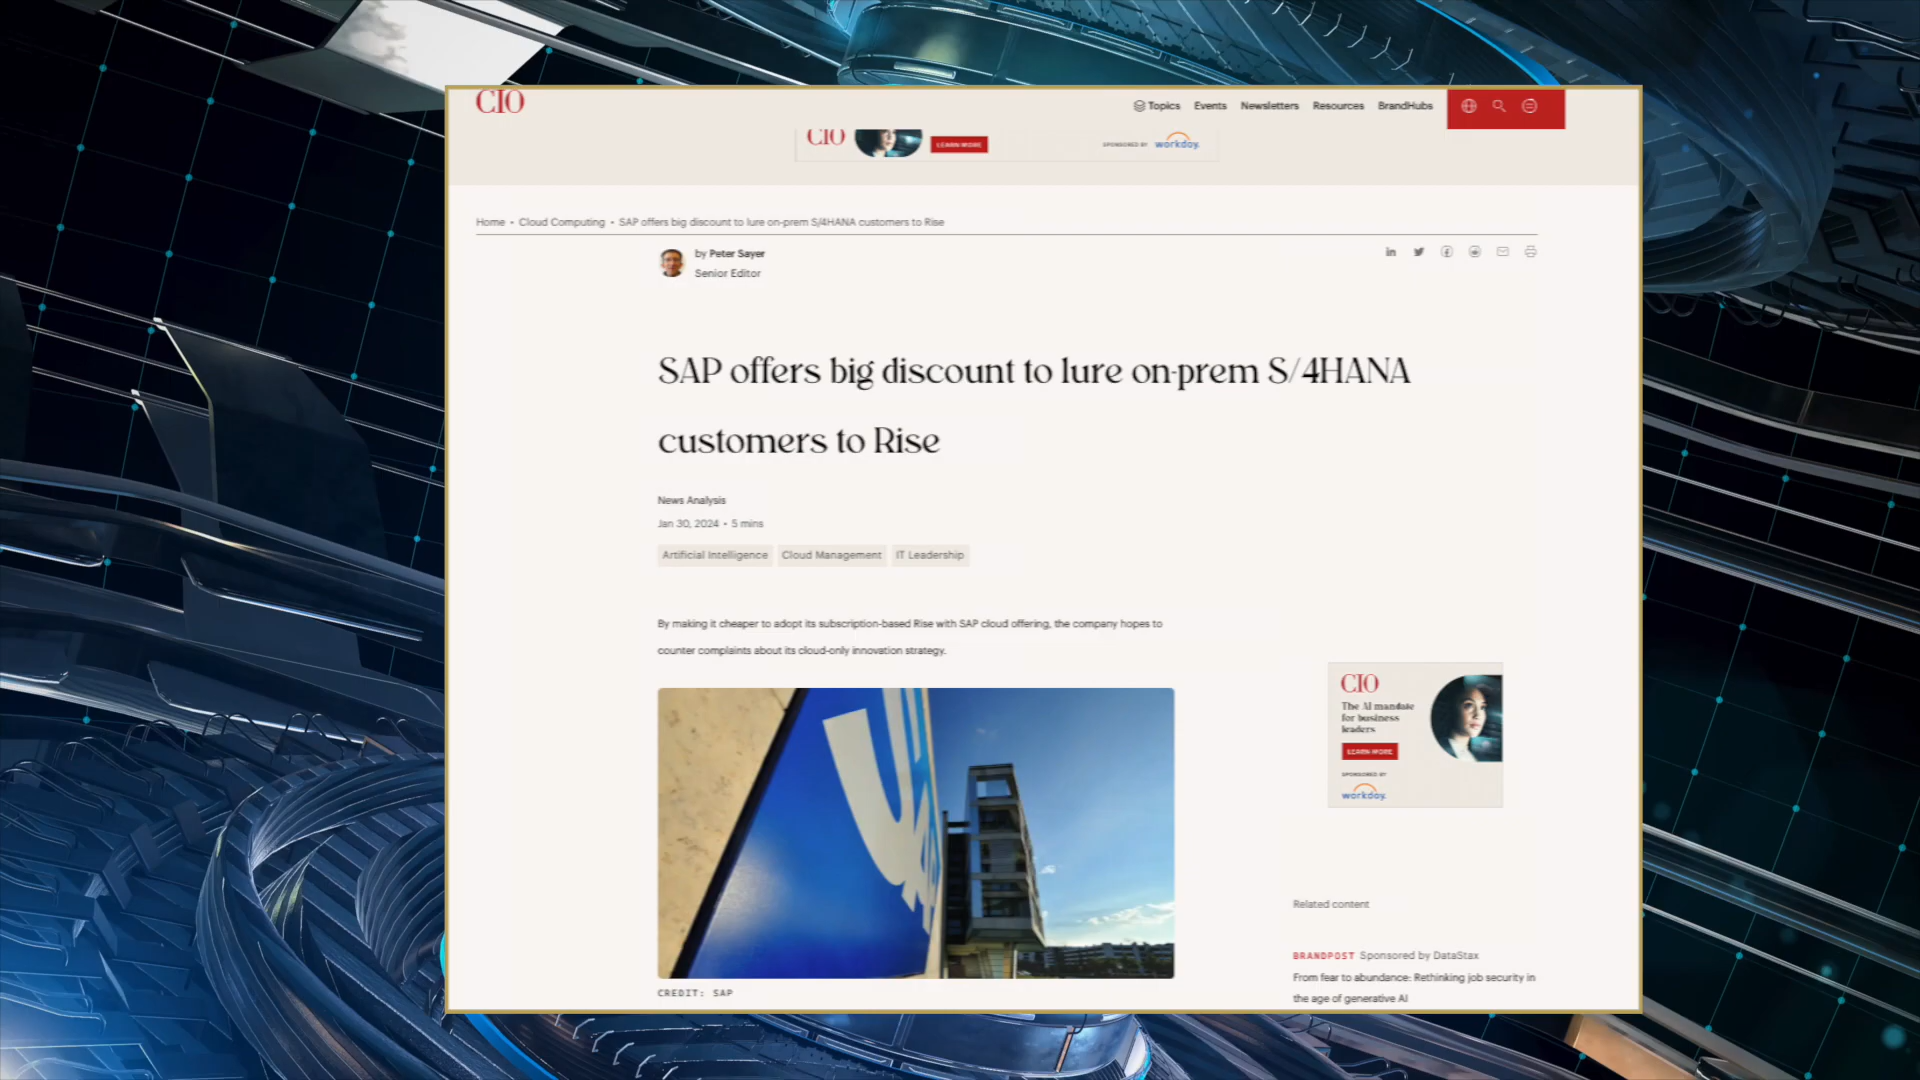 CIO
Topics Events Newsletters Resources BrandHubs
CIO LEARN MORE SPONSORED BY workday.
Home • Cloud Computing • SAP offers big discount to lure on-prem S/4HANA customers to Rise
by Peter Sayer
Senior Editor
SAP offers big discount to lure on-prem S/4HANA
customers to Rise
News Analysis
Jan 30, 2024 • 5 mins
Artificial Intelligence Cloud Management IT Leadership
By making it cheaper to adopt its subscription-based Rise with SAP cloud offering, the company hopes to
counter complaints about its cloud-only innovation strategy.
CREDIT: SAP
CIO
The AI mandate
for business
leaders
LEARN MORE
SPONSORED BY
workday.
Related content
BRANDPOST Sponsored by DataStax
From fear to abundance: Rethinking job security in
the age of generative AI